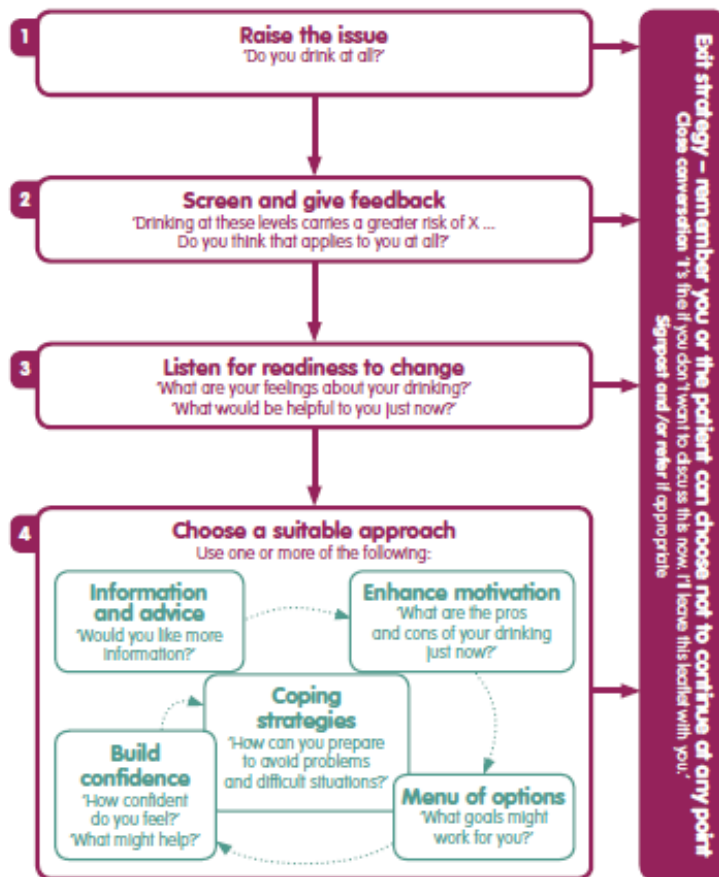 1
Raise the issue
'Do you drink at all?'
2
Screen and give feedback
'Drinking at these levels carries a greater risk of X ...
Do you think that applies to you at all?'
3
Listen for readiness to change
'What are your feelings about your drinking?'
'What would be helpful to you just now?'
4
Choose a suitable approach
Use one or more of the following:
Information
and advice
'Would you like more
information?'
Enhance motivation
'What are the pros
and cons of your drinking
just now?'
Coping
strategies
'How can you prepare
to avoid problems
and difficult situations?'
Build
confidence
'How confident
do you feel?'
'What might help?'
Menu of options
'What goals might
work for you?'
Exit strategy – remember you or the patient can choose not to continue at any point
Close conversation 'It's fine if you don't want to discuss this now. I'll leave this leaflet with you.'
Signpost and /or refer if appropriate